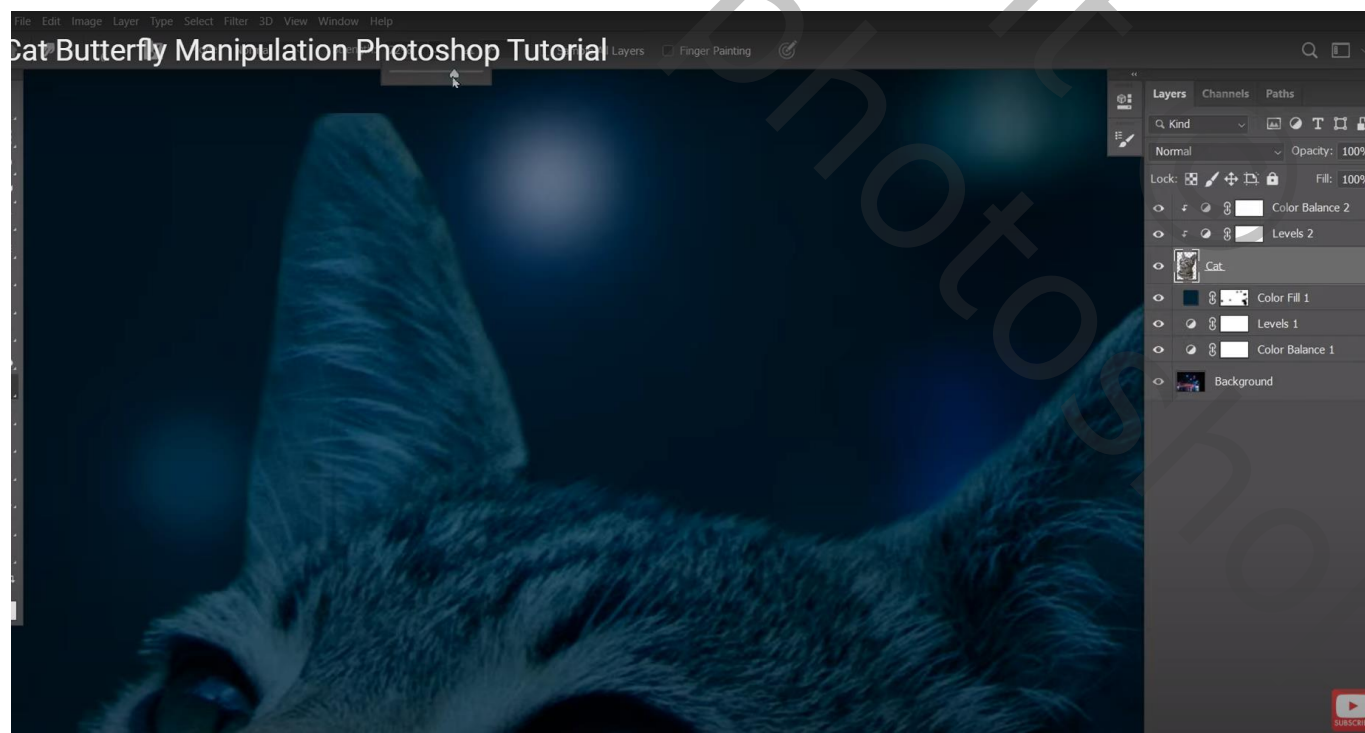 File Edit Image Layer Type Select Filter 3D View Window Help
Cat Butterfly Manipulation Photoshop Tutorial
Layers Finger Painting
Layers Channels Paths
Kind
Normal Opacity: 100%
Lock: Fill: 100%
Color Balance 2
Levels 2
Cat
Color Fill 1
Levels 1
Color Balance 1
Background